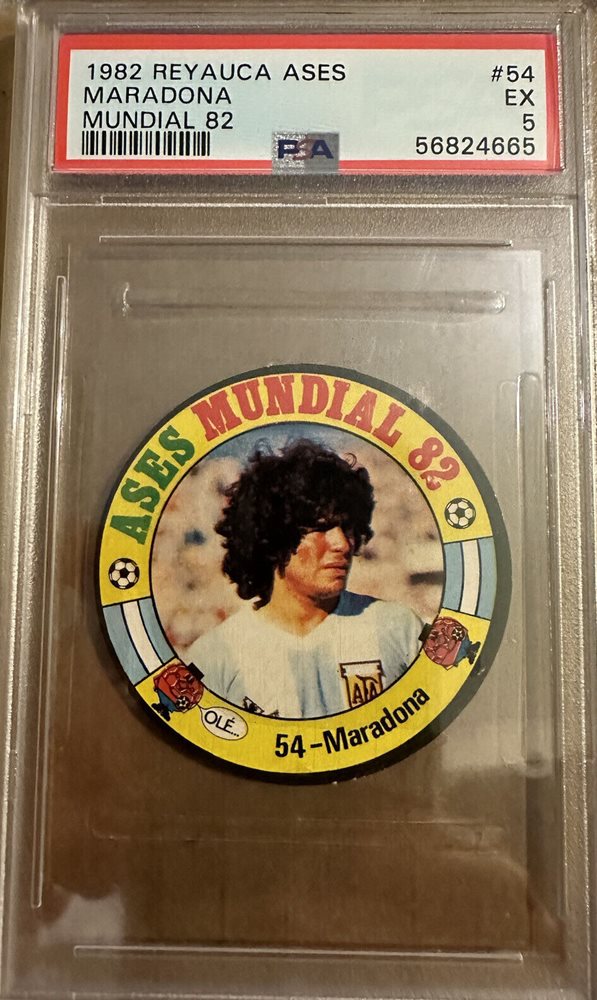 1982 REYAUCA ASES #54
MARADONA EX
MUNDIAL 82 5
PSA 56824665
ASES MUNDIAL 82
OLÉ...
54-Maradona